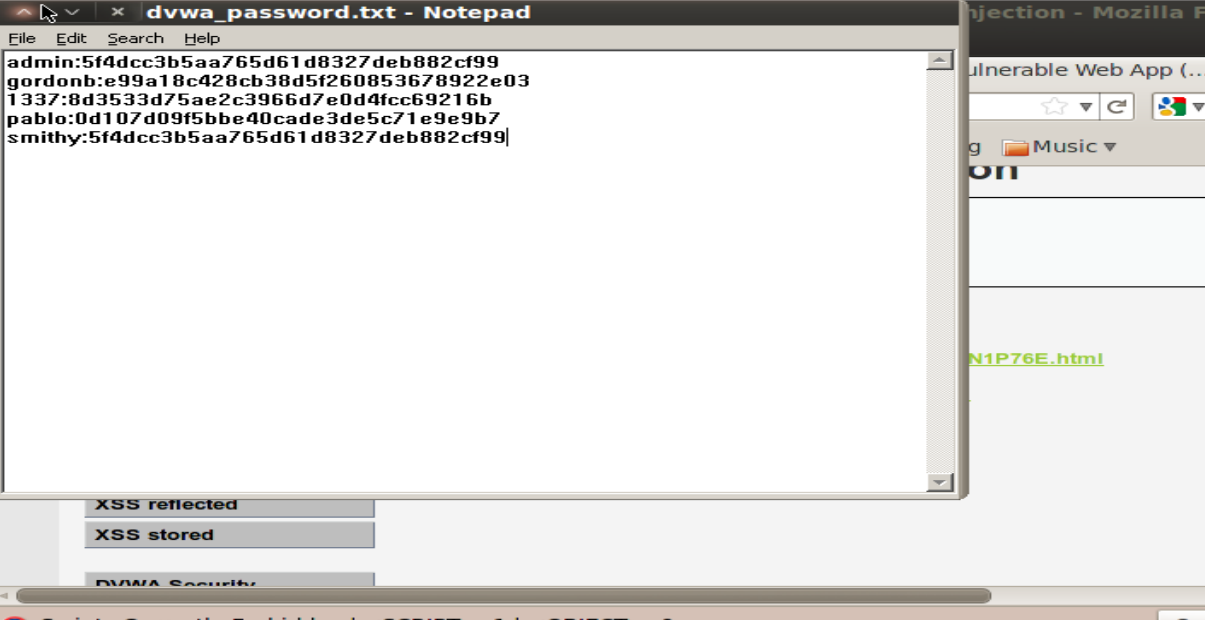 dvwa_password.txt - Notepad
njection - Mozilla F
File Edit Search Help
admin:5f4dcc3b5aa765d61d8327deb882cf99
gordonb:e99a18c428cb38d5f260853678922e03
1337:8d3533d75ae2c3966d7e0d4fcc69216b
pablo:0d107d09f5bbe40cade3de5c71e9e9b7
smithy:5f4dcc3b5aa765d61d8327deb882cf99
ulnerable Web App (...
g Music
on
N1P76E.html
XSS reflected
XSS stored
DVWA Security